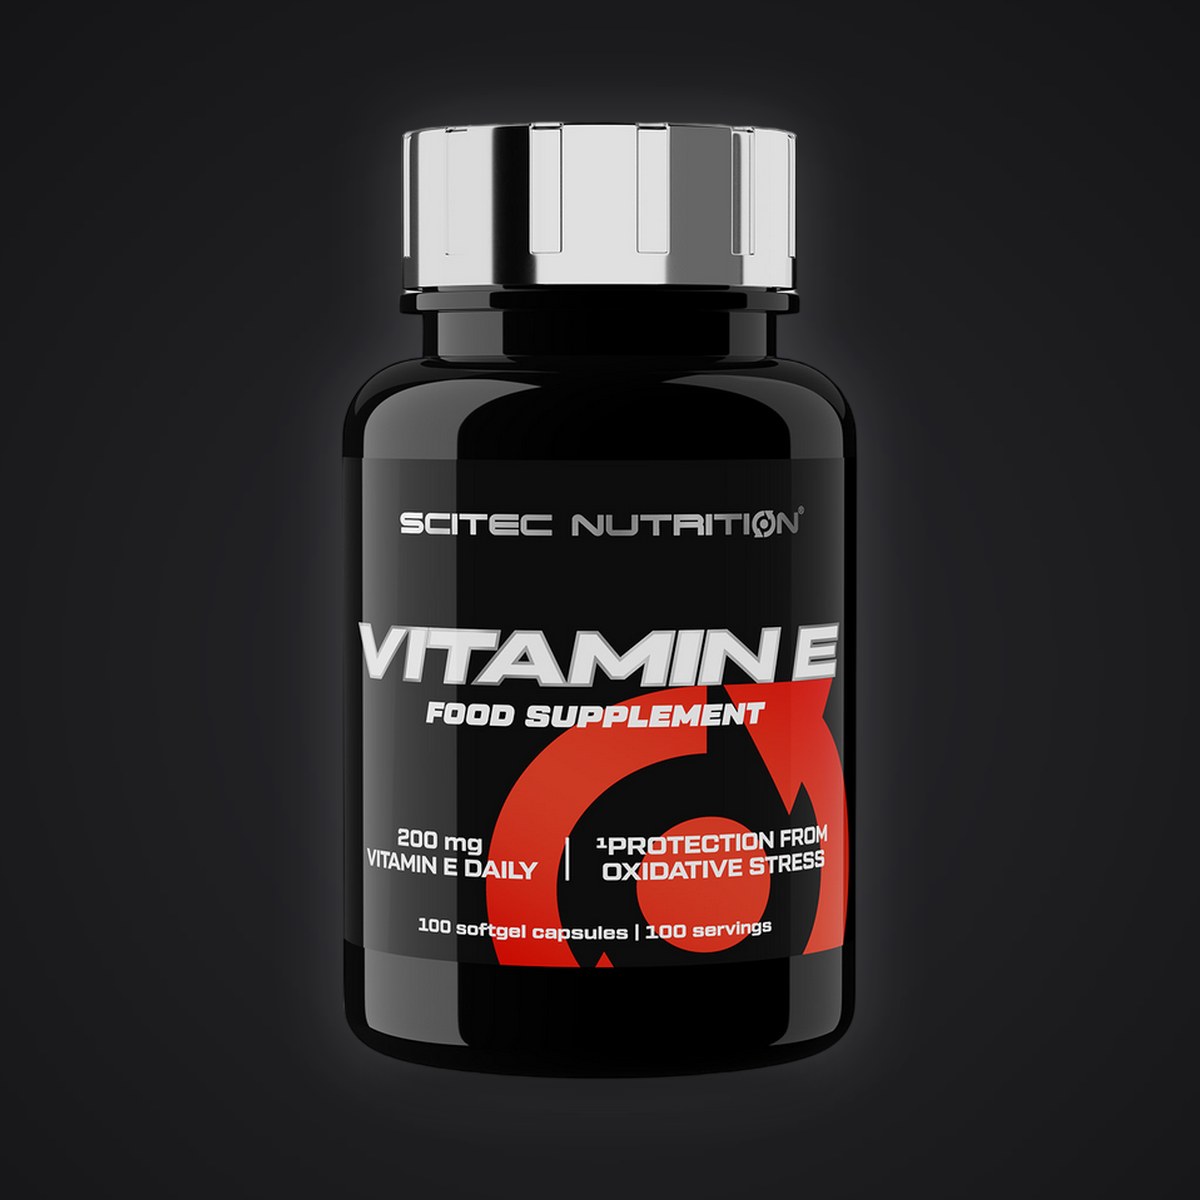 SCITEC NUTRITION®
VITAMIN E
FOOD SUPPLEMENT
200 mg
VITAMIN E DAILY
¹PROTECTION FROM
OXIDATIVE STRESS
100 softgel capsules | 100 servings